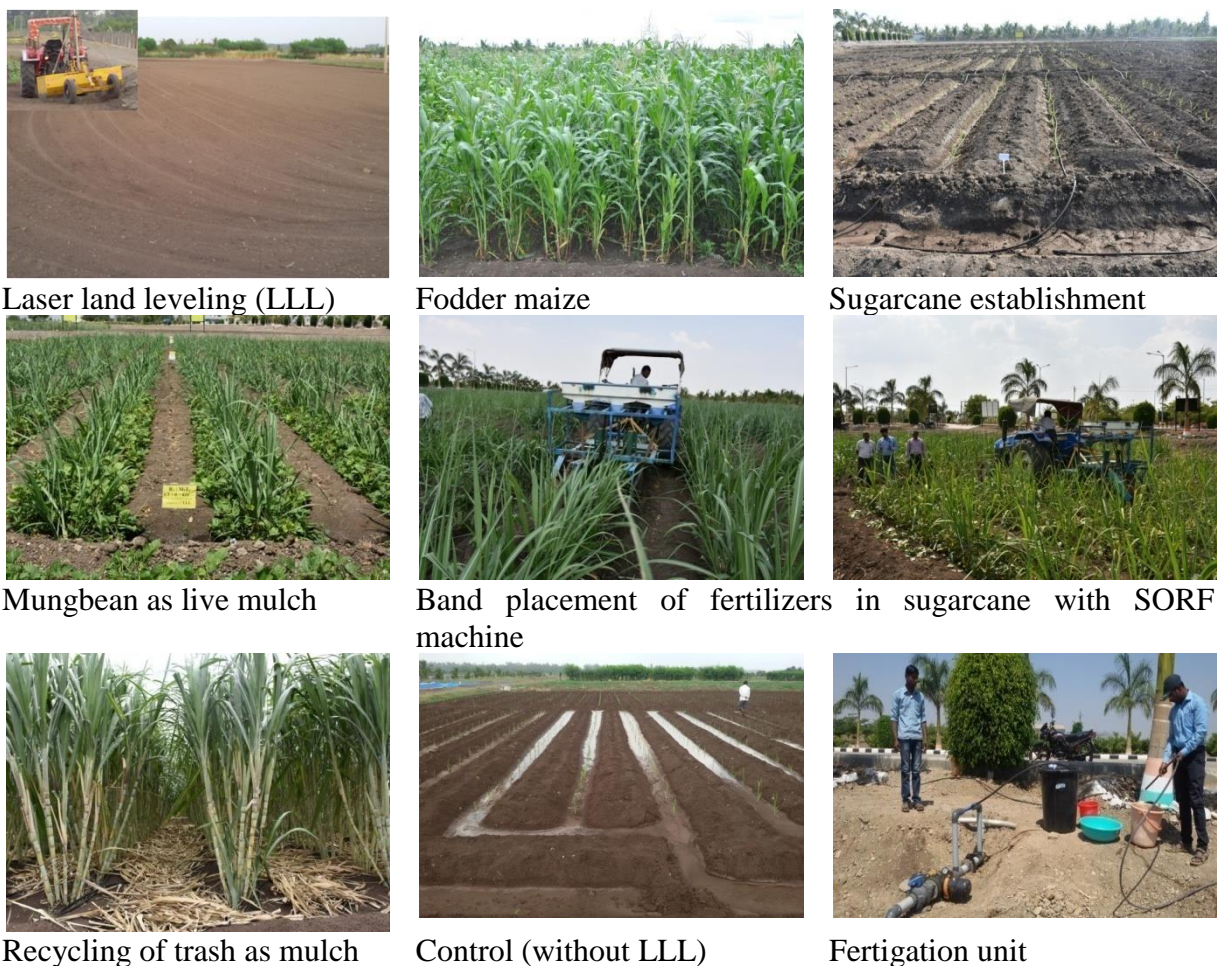 Laser land leveling (LLL)
Fodder maize
Sugarcane establishment
Mungbean as live mulch
Band placement of fertilizers in sugarcane with SORF
machine
Recycling of trash as mulch
Control (without LLL)
Fertigation unit